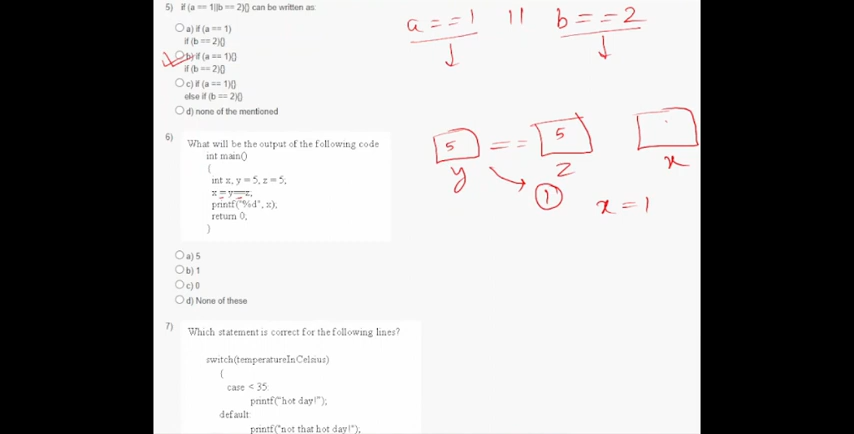 5) if (a == 1||b == 2){} can be written as:
a) if (a == 1)
if (b == 2){}
b) if (a == 1){}
if (b == 2){}
c) if (a == 1){}
else if (b == 2){}
d) none of the mentioned
a == 1 || b == 2
6)
What will be the output of the following code
int main()
{
int x, y = 5, z = 5;
x = y==z;
printf("%d", x);
return 0;
}
a) 5
b) 1
c) 0
d) None of these
5 == 5
y z x
1
x = 1
7) Which statement is correct for the following lines?
switch(temperatureInCelsius)
{
case < 35:
printf("hot day!");
default:
printf("not that hot day!");